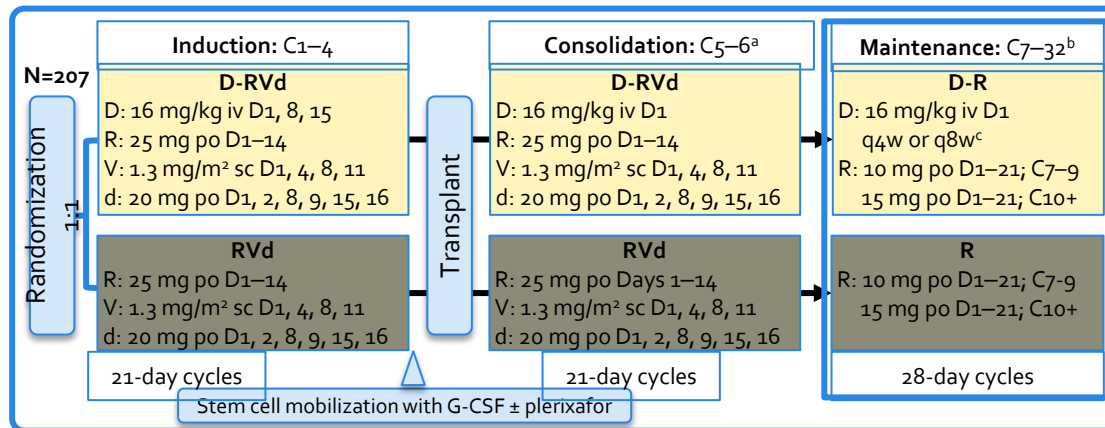 Induction: C1–4
Consolidation: C5–6ᵃ
Maintenance: C7–32ᵇ
N=207
Randomization
1:1
D-RVd
D: 16 mg/kg iv D1, 8, 15
R: 25 mg po D1–14
V: 1.3 mg/m² sc D1, 4, 8, 11
d: 20 mg po D1, 2, 8, 9, 15, 16
RVd
R: 25 mg po D1–14
V: 1.3 mg/m² sc D1, 4, 8, 11
d: 20 mg po D1, 2, 8, 9, 15, 16
21-day cycles
Transplant
Stem cell mobilization with G-CSF ± plerixafor
D-RVd
D: 16 mg/kg iv D1
R: 25 mg po D1–14
V: 1.3 mg/m² sc D1, 4, 8, 11
d: 20 mg po D1, 2, 8, 9, 15, 16
RVd
R: 25 mg po Days 1–14
V: 1.3 mg/m² sc D1, 4, 8, 11
d: 20 mg po D1, 2, 8, 9, 15, 16
21-day cycles
D-R
D: 16 mg/kg iv D1
q4w or q8wᶜ
R: 10 mg po D1–21; C7–9
15 mg po D1–21; C10+
R
R: 10 mg po D1–21; C7-9
15 mg po D1–21; C10+
28-day cycles